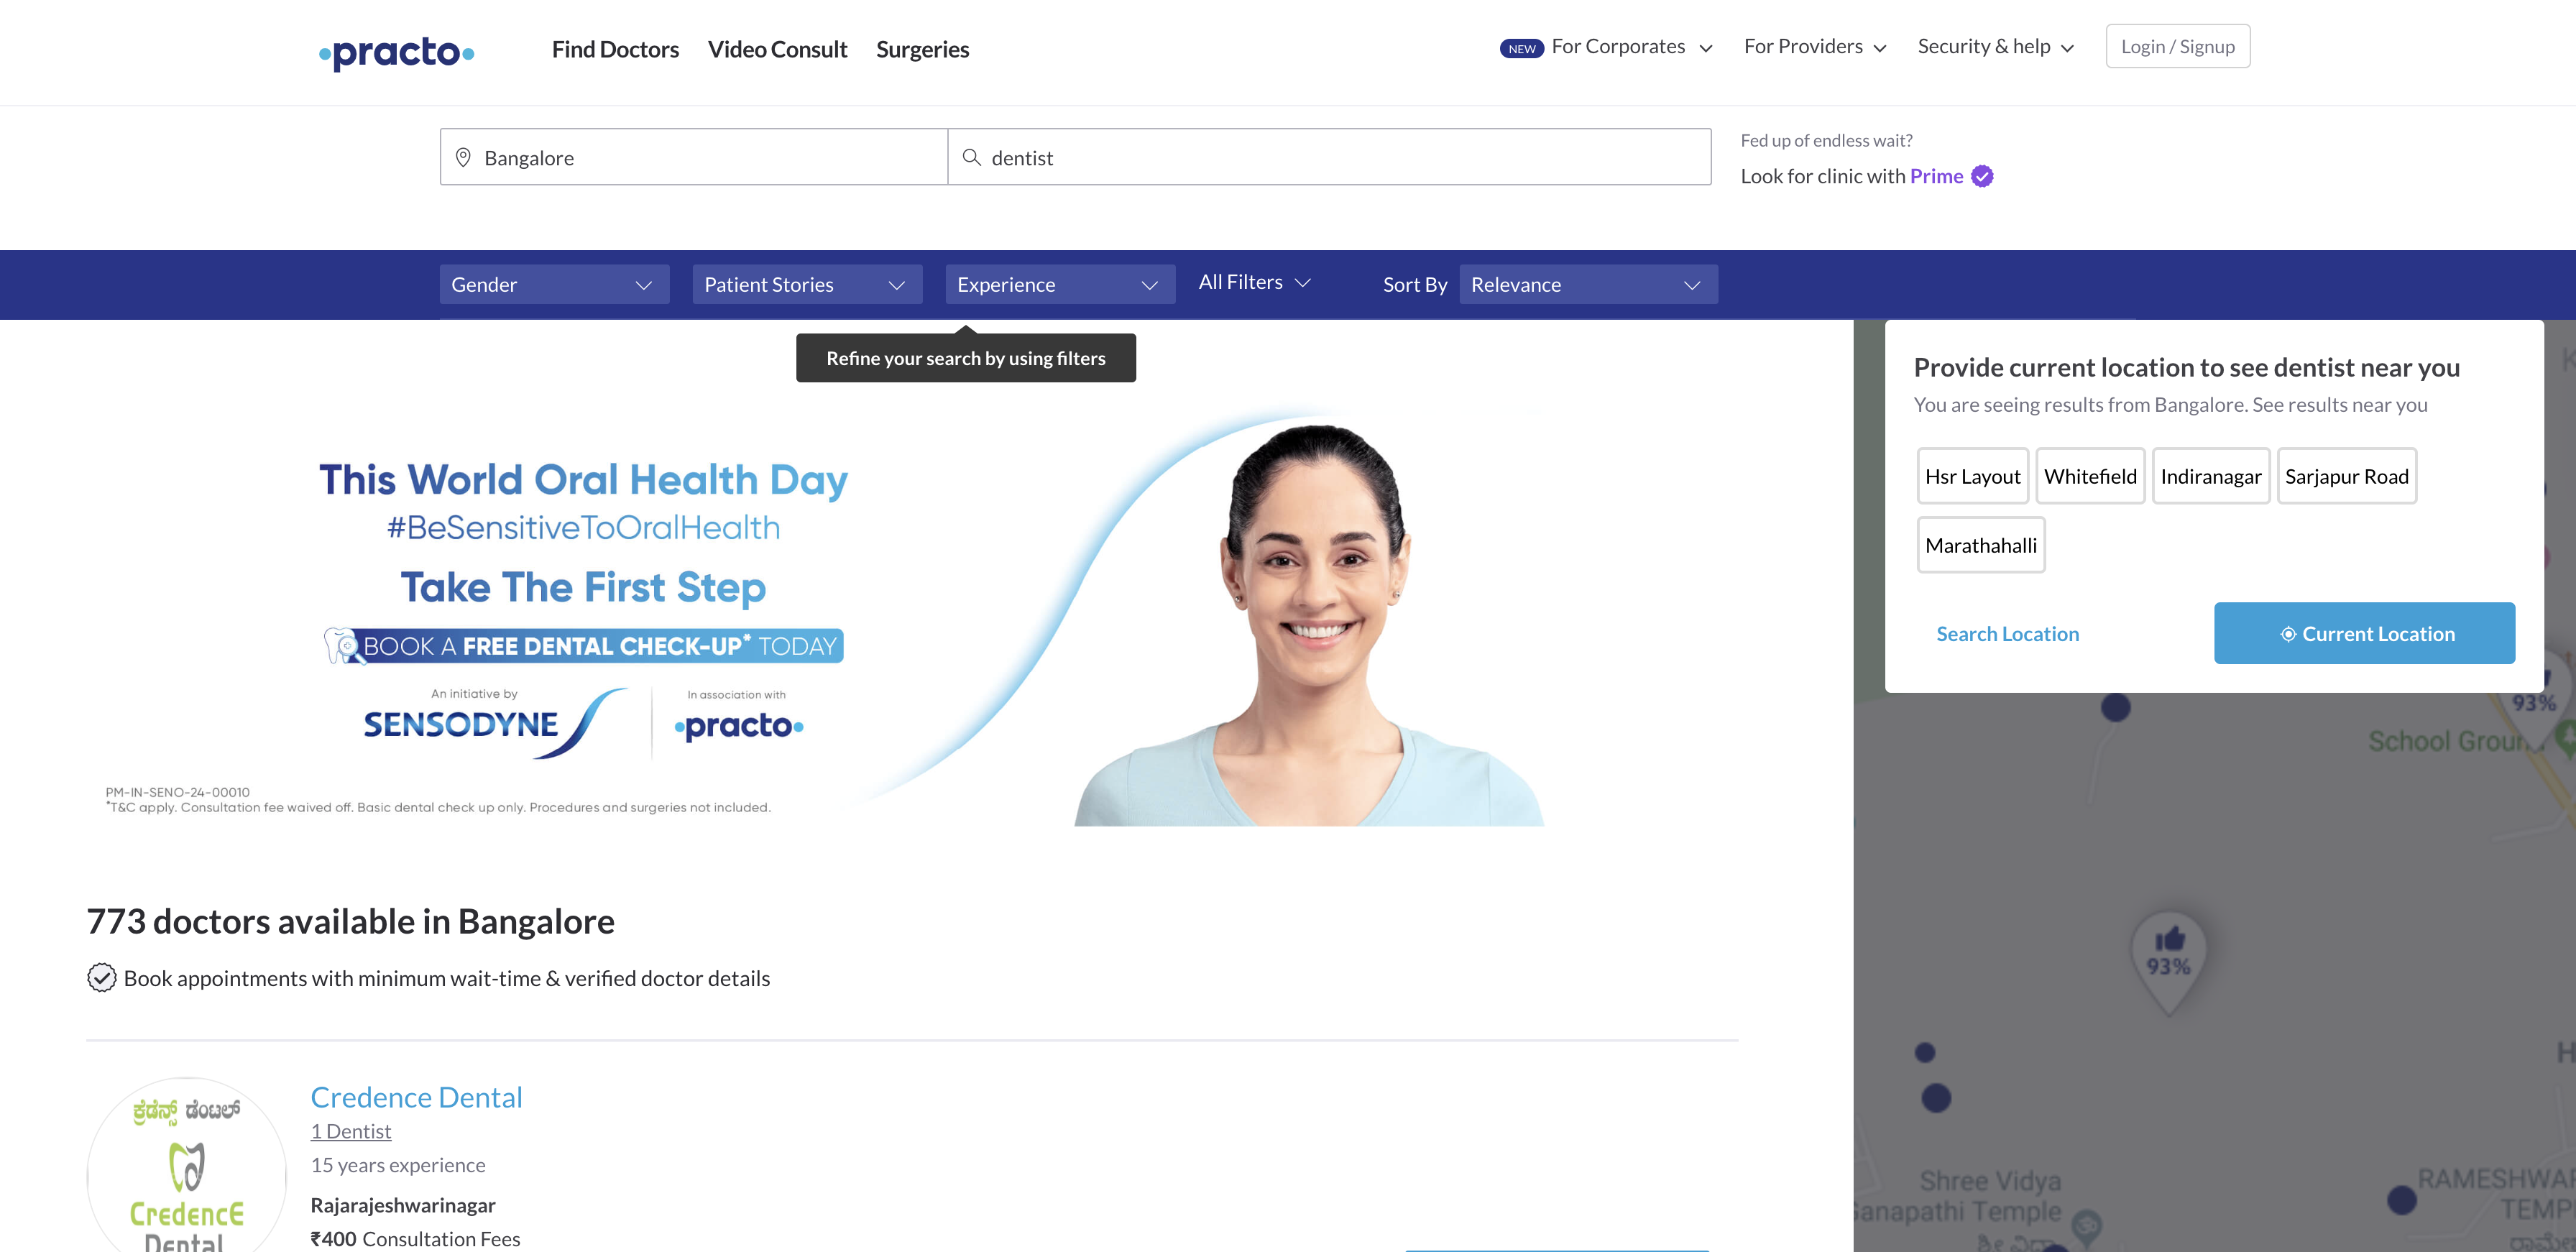 practo
Find Doctors
Video Consult
Surgeries
NEW For Corporates
For Providers
Security & help
Login / Signup
Bangalore
dentist
Fed up of endless wait?
Look for clinic with Prime
Gender
Patient Stories
Experience
All Filters
Sort By
Relevance
Refine your search by using filters
This World Oral Health Day
#BeSensitiveToOralHealth
Take The First Step
BOOK A FREE DENTAL CHECK-UP* TODAY
An initiative by
SENSODYNE
In association with
practo
PM-IN-SENO-24-00010
*T&C apply. Consultation fee waived off. Basic dental check up only. Procedures and surgeries not included.
Provide current location to see dentist near you
You are seeing results from Bangalore. See results near you
Hsr Layout
Whitefield
Indiranagar
Sarjapur Road
Marathahalli
Search Location
Current Location
93%
School
93%
Shree Vidya
Temple
773 doctors available in Bangalore
Book appointments with minimum wait-time & verified doctor details
ಕ್ರೆಡೆನ್ಸ್ ಡೆಂಟಲ್
CredencE
Dental
Credence Dental
1 Dentist
15 years experience
Rajarajeshwarinagar
₹400 Consultation Fees